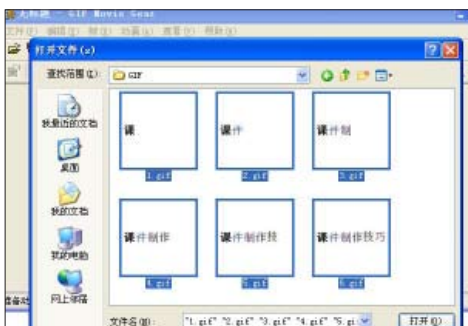 无标题 - GIF Movie Gear
打开文件(o)
查找范围(I):
GIF
我最近的文档
桌面
我的文档
我的电脑
网上邻居
课
课件
课件制
1.gif
2.gif
3.gif
课件制作
课件制作技
课件制作技巧
4.gif
5.gif
6.gif
文件名(N):
"1.gif" "2.gif" "3.gif" "4.gif" "5.gi
打开(O)